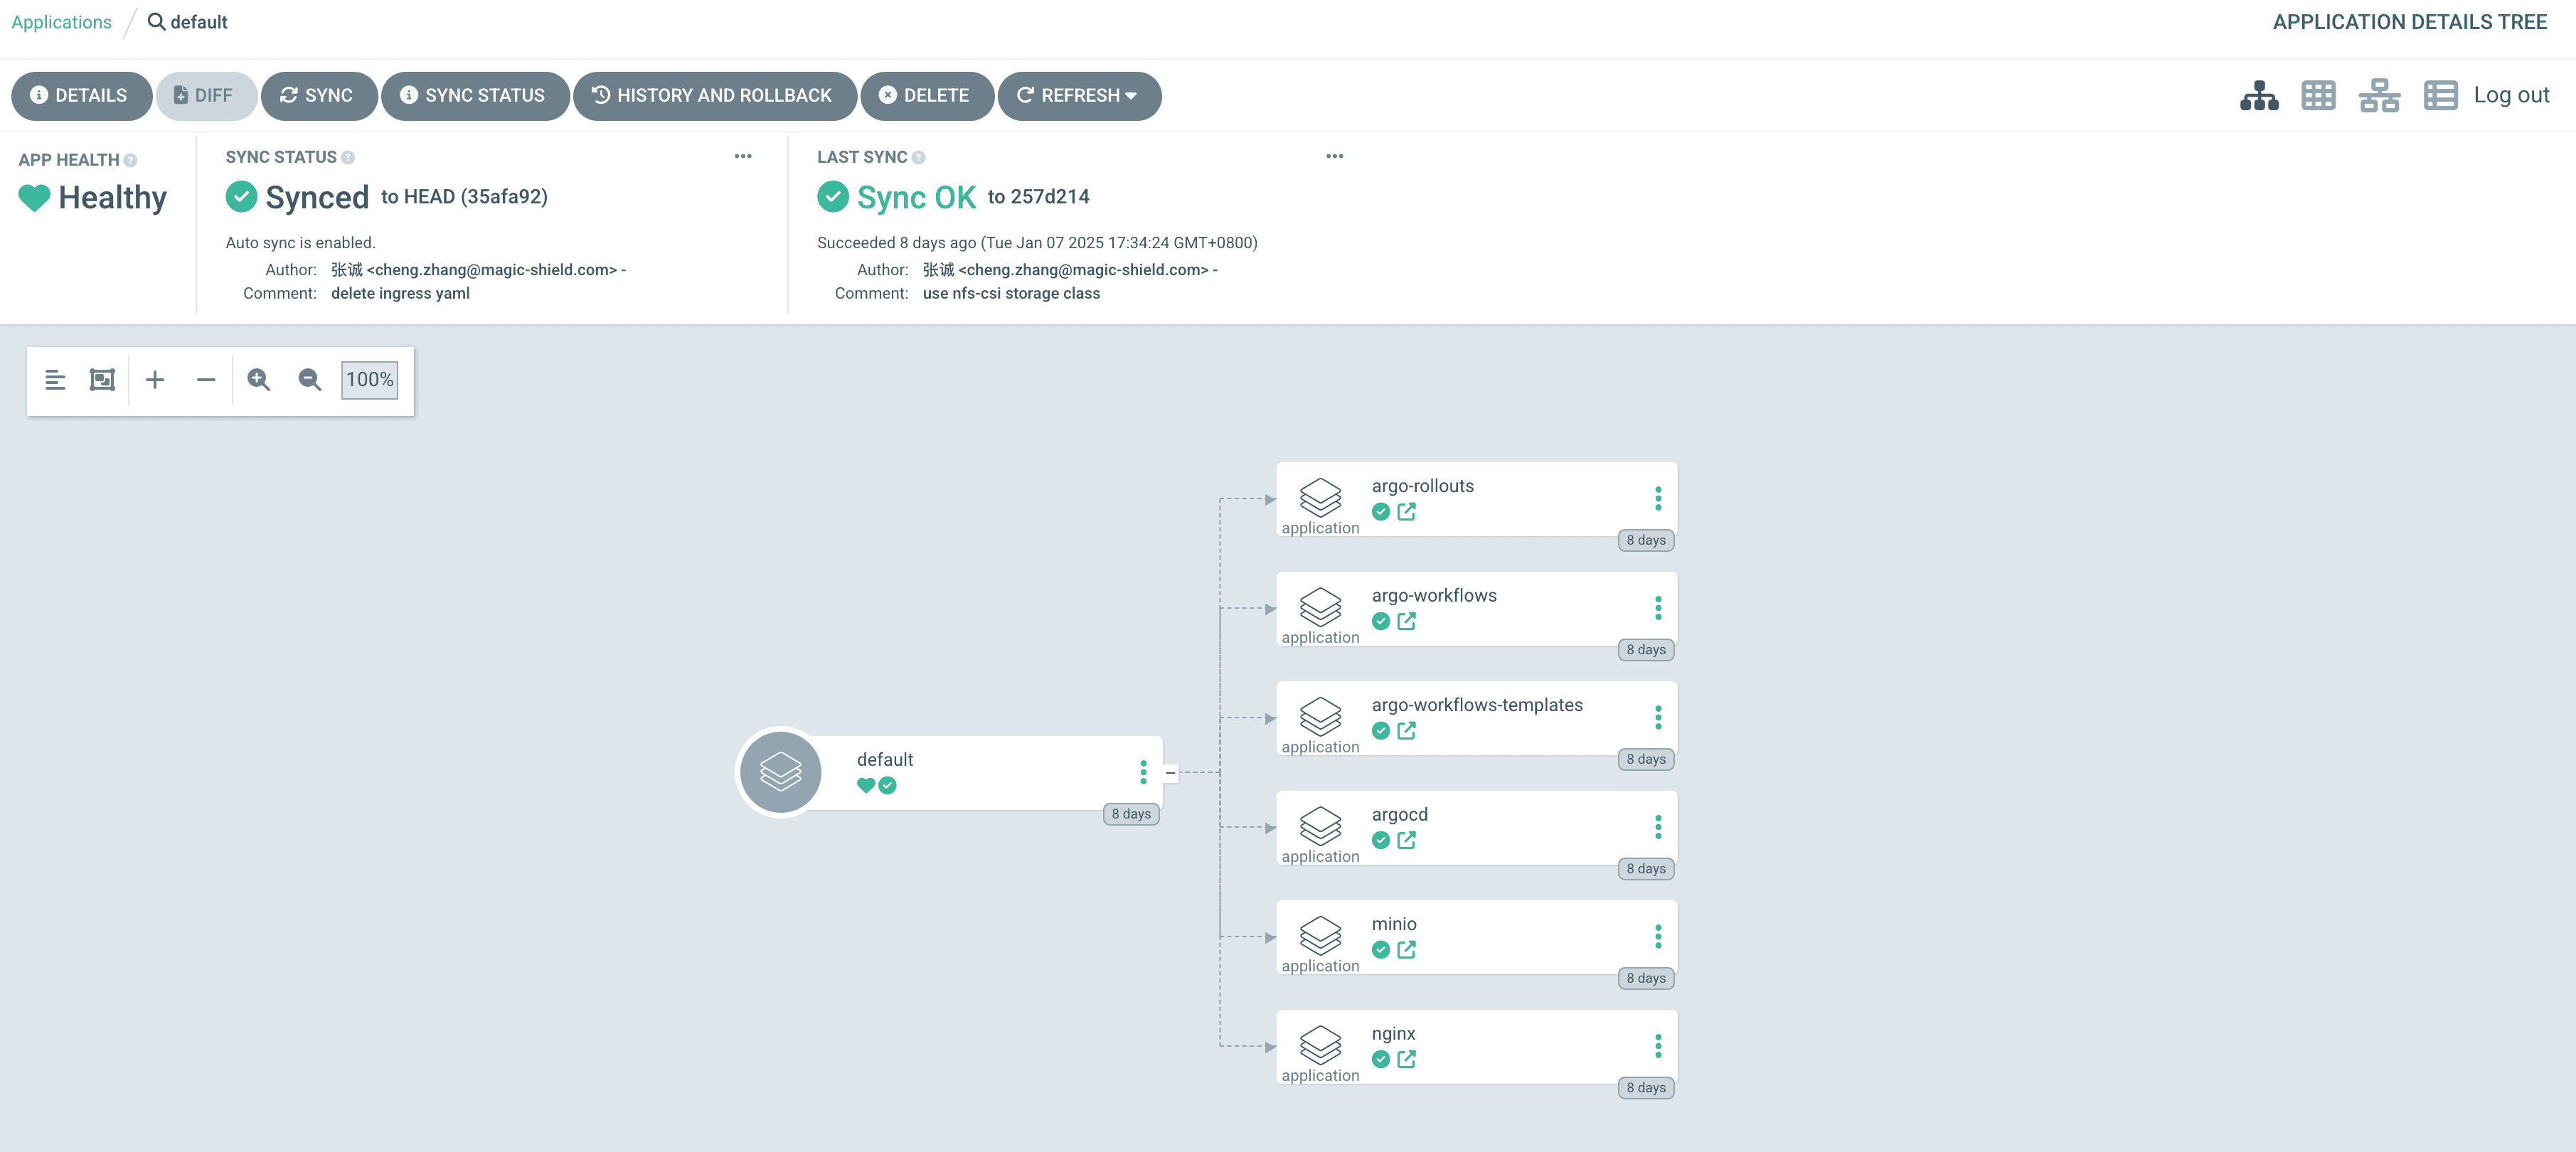 Applications / default
APPLICATION DETAILS TREE
DETAILS
DIFF
SYNC
SYNC STATUS
HISTORY AND ROLLBACK
DELETE
REFRESH
Log out
APP HEALTH
Healthy
SYNC STATUS
Synced to HEAD (35afa92)
Auto sync is enabled.
Author: 张诚 <cheng.zhang@magic-shield.com> -
Comment: delete ingress yaml
LAST SYNC
Sync OK to 257d214
Succeeded 8 days ago (Tue Jan 07 2025 17:34:24 GMT+0800)
Author: 张诚 <cheng.zhang@magic-shield.com> -
Comment: use nfs-csi storage class
100%
default
8 days
argo-rollouts
application
8 days
argo-workflows
application
8 days
argo-workflows-templates
application
8 days
argocd
application
8 days
minio
application
8 days
nginx
application
8 days